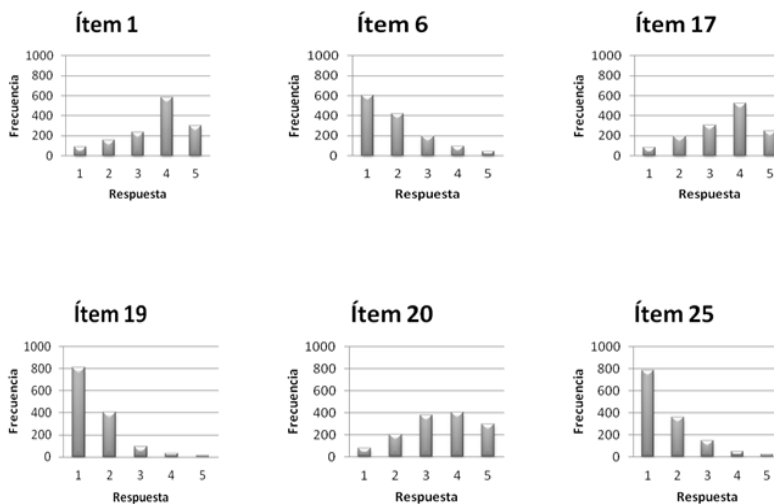 Ítem 1
Frecuencia
1000
800
600
400
200
0
1 2 3 4 5
Respuesta
Ítem 6
Frecuencia
1000
800
600
400
200
0
1 2 3 4 5
Respuesta
Ítem 17
Frecuencia
1000
800
600
400
200
0
1 2 3 4 5
Respuesta
Ítem 19
Frecuencia
1000
800
600
400
200
0
1 2 3 4 5
Respuesta
Ítem 20
Frecuencia
1000
800
600
400
200
0
1 2 3 4 5
Respuesta
Ítem 25
Frecuencia
1000
800
600
400
200
0
1 2 3 4 5
Respuesta